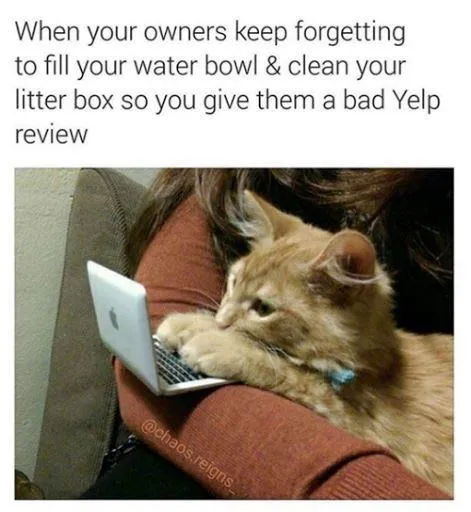 When your owners keep forgetting
to fill your water bowl & clean your
litter box so you give them a bad Yelp
review
@chaos.reigns_